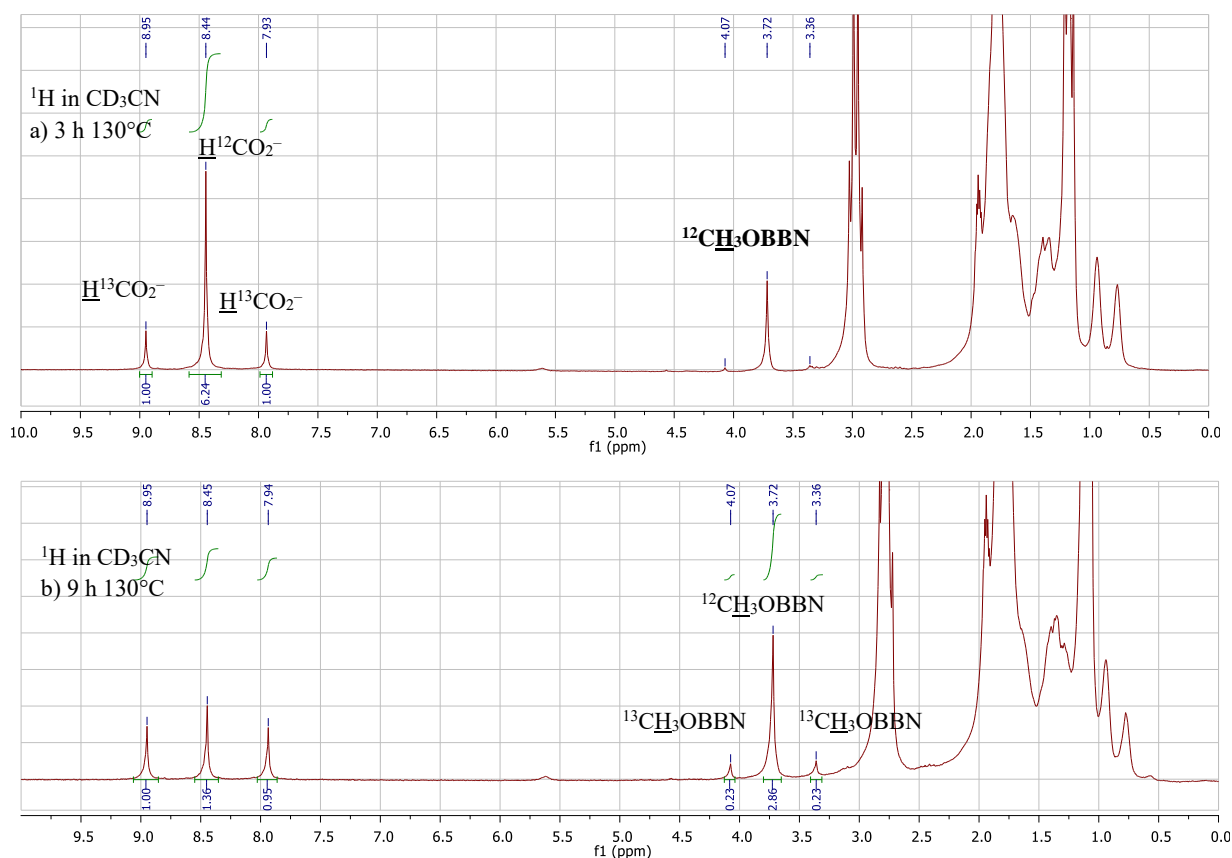 8.95 8.44 7.93 4.07 3.72 3.36
¹H in CD₃CN
a) 3 h 130°C
H¹²CO₂⁻
¹²CH₃OBBN
H¹³CO₂⁻ H¹³CO₂⁻
1.00 6.24 1.00
10.0 9.5 9.0 8.5 8.0 7.5 7.0 6.5 6.0 5.5 5.0 4.5 4.0 3.5 3.0 2.5 2.0 1.5 1.0 0.5 0.0
f1 (ppm)
8.95 8.45 7.94 4.07 3.72 3.36
¹H in CD₃CN
b) 9 h 130°C
¹²CH₃OBBN
¹³CH₃OBBN ¹³CH₃OBBN
1.00 1.36 0.95 0.23 2.86 0.23
9.5 9.0 8.5 8.0 7.5 7.0 6.5 6.0 5.5 5.0 4.5 4.0 3.5 3.0 2.5 2.0 1.5 1.0 0.5 0.0
f1 (ppm)